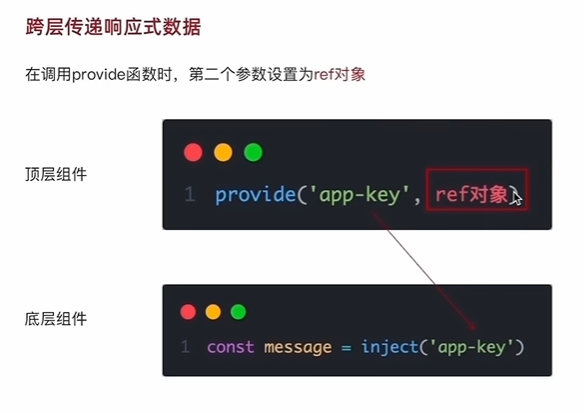 跨层传递响应式数据
在调用provide函数时，第二个参数设置为ref对象
顶层组件
1 provide('app-key', ref对象)
底层组件
1 const message = inject('app-key')